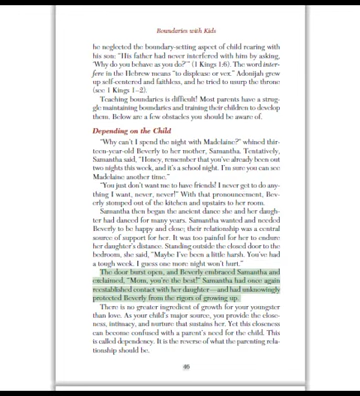 Boundaries with Kids
he neglected the boundary-setting aspect of child rearing with
his son. "His father had never interfered with him by asking,
'Why do you behave as you do?'" (1 Kings 1:6). The word inter-
fere in the Hebrew means "to displease or vex." Adonijah grew
up self-centered and faithless, and he tried to usurp the throne
(see 1 Kings 1–2).
Teaching boundaries is difficult! Most parents have a strug-
gle maintaining boundaries and training their children to develop
them. Below are a few obstacles you should be aware of.
Depending on the Child
"Why can't I spend the night with Madelaine?" whined thir-
teen-year-old Beverly to her mother, Samantha. Tentatively,
Samantha said, "Honey, remember that you've already been out
two nights this week, and it's a school night. I'm sure you can see
Madelaine another time."
"You just don't want me to have friends! I never get to do any-
thing I want, never, never!" With that pronouncement, Bev-
erly stomped out of the kitchen and upstairs to her room.
Samantha then began the ancient dance she and her daugh-
ter had danced for many years. Samantha wanted and needed
Beverly to be happy and close; their relationship was a central
source of support for her. It was too painful for her to endure
her daughter's distance. Standing outside the closed door to the
bedroom, she said, "Maybe I've been a little harsh. You've had
a tough week. I guess one more night won't hurt."
The door burst open, and Beverly embraced Samantha and
exclaimed, "Mom, you're the best!" Samantha had once again
reestablished contact with her daughter—and had unknowingly
protected Beverly from the rigors of growing up.
There is no greater ingredient of growth for your youngster
than love. As your child's major source, you provide the close-
ness, intimacy, and nurture that sustains her. Yet this closeness
can become confused with a parent's need for the child. This
is called dependency. It is the reverse of what the parenting rela-
tionship should be.
46